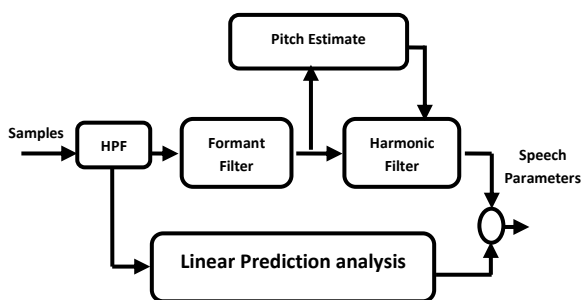 Pitch Estimate
Samples
HPF
Formant
Filter
Harmonic
Filter
Speech
Parameters
Linear Prediction analysis